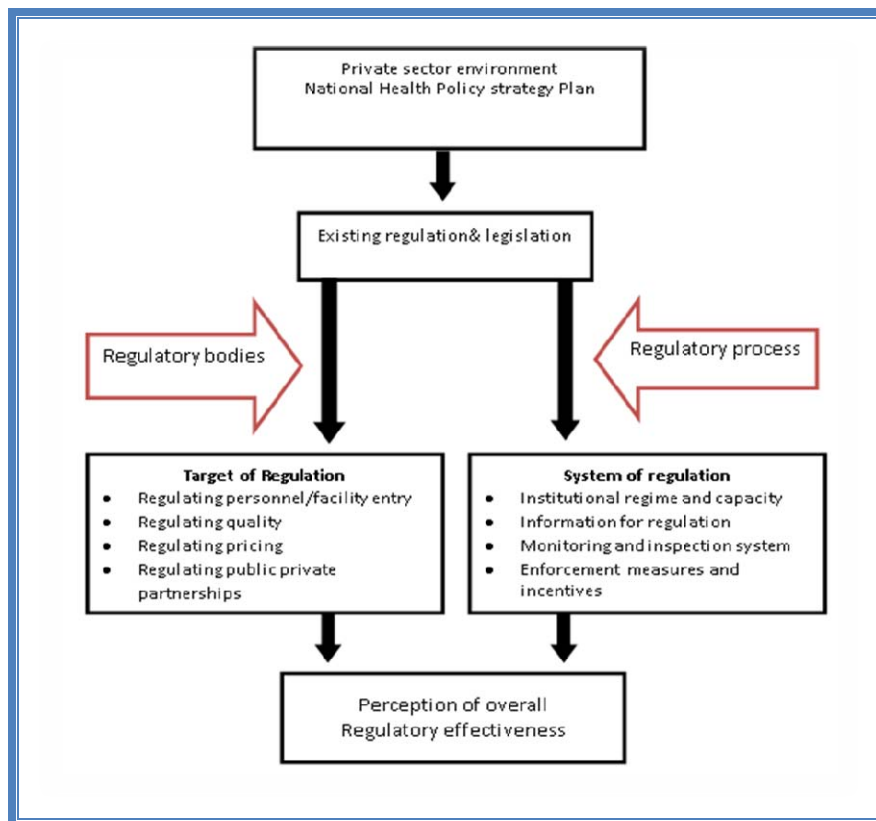 Private sector environment
National Health Policy strategy Plan
Existing regulation& legislation
Regulatory bodies
Regulatory process
Target of Regulation
• Regulating personnel/facility entry
• Regulating quality
• Regulating pricing
• Regulating public private
partnerships
System of regulation
• Institutional regime and capacity
• Information for regulation
• Monitoring and inspection system
• Enforcement measures and
incentives
Perception of overall
Regulatory effectiveness